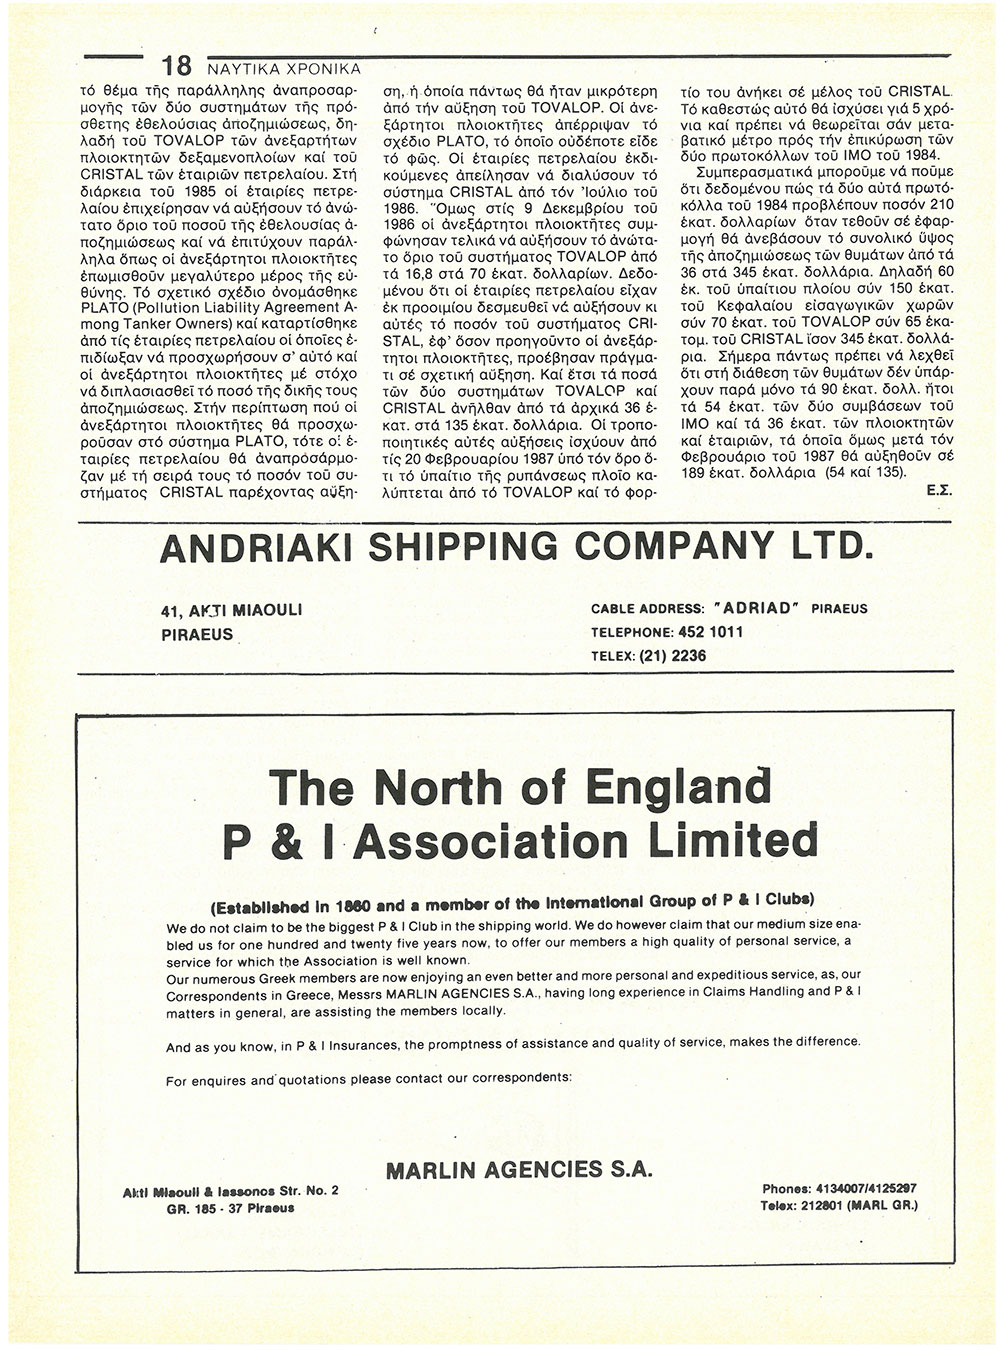 18 ΝΑΥΤΙΚΑ ΧΡΟΝΙΚΑ
τό θέμα τῆς παράλληλης ἀναπροσαρ-
μογῆς τῶν δύο συστημάτων τῆς πρό-
σθετης ἐθελούσιας ἀποζημιώσεως, δη-
λαδή τοῦ TOVALOP τῶν ἀνεξαρτήτων
πλοιοκτητῶν δεξαμενοπλοίων καί τοῦ
CRISTAL τῶν ἑταιριῶν πετρελαίου. Στή
διάρκεια τοῦ 1985 οἱ ἑταιρίες πετρε-
λαίου ἐπιχείρησαν νά αὐξήσουν τό ἀνώ-
τατο ὅριο τοῦ ποσοῦ τῆς ἐθελουσίας ἀ-
ποζημιώσεως καί νά ἐπιτύχουν παράλ-
ληλα ὅπως οἱ ἀνεξάρτητοι πλοιοκτῆτες
ἐπωμισθοῦν μεγαλύτερο μέρος τῆς εὐ-
θύνης. Τό σχετικό σχέδιο ὀνομάσθηκε
PLATO (Pollution Liability Agreement A-
mong Tanker Owners) καί καταρτίσθηκε
ἀπό τίς ἑταιρίες πετρελαίου οἱ ὁποῖες ἐ-
πιδίωξαν νά προσχωρήσουν σ' αὐτό καί
οἱ ἀνεξάρτητοι πλοιοκτῆτες μέ στόχο
νά διπλασιασθεῖ τό ποσό τῆς δικῆς τους
ἀποζημιώσεως. Στήν περίπτωση πού οἱ
ἀνεξάρτητοι πλοιοκτῆτες θά προσχω-
ροῦσαν στό σύστημα PLATO, τότε οἱ ἑ-
ταιρίες πετρελαίου θά ἀναπρόσάρμο-
ζαν μέ τή σειρά τους τό ποσόν τοῦ συ-
στήματος CRISTAL παρέχοντας αὔξη-
ση, ἡ ὁποία πάντως θά ἦταν μικρότερη
ἀπό τήν αὔξηση τοῦ TOVALOP. Οἱ ἀνε-
ξάρτητοι πλοιοκτῆτες ἀπέρριψαν τό
σχέδιο PLATO, τό ὁποῖο οὐδέποτε εἶδε
τό φῶς. Οἱ ἑταιρίες πετρελαίου ἐκδι-
κούμενες ἀπείλησαν νά διαλύσουν τό
σύστημα CRISTAL ἀπό τόν Ἰούλιο τοῦ
1986. Ὅμως στίς 9 Δεκεμβρίου τοῦ
1986 οἱ ἀνεξάρτητοι πλοιοκτῆτες συμ-
φώνησαν τελικά νά αὐξήσουν τό ἀνώτα-
το ὅριο τοῦ συστήματος TOVALOP ἀπό
τά 16,8 στά 70 ἑκατ. δολλαρίων. Δεδο-
μένου ὅτι οἱ ἑταιρίες πετρελαίου εἶχαν
ἐκ προοιμίου δεσμευθεῖ νά αὐξήσουν κι
αὐτές τό ποσόν τοῦ συστήματος CRI-
STAL, ἐφ' ὅσον προηγοῦντο οἱ ἀνεξάρ-
τητοι πλοιοκτῆτες, προέβησαν πράγμα-
τι σέ σχετική αὔξηση. Καί ἔτσι τά ποσά
τῶν δύο συστημάτων TOVALOP καί
CRISTAL ἀνῆλθαν ἀπό τά ἀρχικά 36 ἑ-
κατ. στά 135 ἑκατ. δολλάρια. Οἱ τροπο-
ποιητικές αὐτές αὐξήσεις ἰσχύουν ἀπό
τίς 20 Φεβρουαρίου 1987 ὑπό τόν ὅρο ὅ-
τι τό ὑπαίτιο τῆς ρυπάνσεως πλοῖο κα-
λύπτεται ἀπό τό TOVALOP καί τό φορ-
τίο του ἀνήκει σέ μέλος τοῦ CRISTAL.
Τό καθεστώς αὐτό θά ἰσχύσει γιά 5 χρό-
νια καί πρέπει νά θεωρεῖται σάν μετα-
βατικό μέτρο πρός τήν ἐπικύρωση τῶν
δύο πρωτοκόλλων τοῦ IMO τοῦ 1984.
Συμπερασματικά μποροῦμε νά ποῦμε
ὅτι δεδομένου πώς τά δύο αὐτά πρωτό-
κόλλα τοῦ 1984 προβλέπουν ποσόν 210
ἑκατ. δολλαρίων ὅταν τεθοῦν σέ ἐφαρ-
μογή θά ἀνεβάσουν τό συνολικό ὕψος
τῆς ἀποζημιώσεως τῶν θυμάτων ἀπό τά
36 στά 345 ἑκατ. δολλάρια. Δηλαδή 60
ἑκ. τοῦ ὑπαίτιου πλοίου σύν 150 ἑκατ.
τοῦ Κεφαλαίου εἰσαγωγικῶν χωρῶν
σύν 70 ἑκατ. τοῦ TOVALOP σύν 65 ἑκα-
τομ. τοῦ CRISTAL ἴσον 345 ἑκατ. δολλά-
ρια. Σήμερα πάντως πρέπει νά λεχθεῖ
ὅτι στή διάθεση τῶν θυμάτων δέν ὑπάρ-
χουν παρά μόνο τά 90 ἑκατ. δολλ. ἤτοι
τά 54 ἑκατ. τῶν δύο συμβάσεων τοῦ
IMO καί τά 36 ἑκατ. τῶν πλοιοκτητῶν
καί ἑταιριῶν, τά ὁποῖα ὅμως μετά τόν
Φεβρουάριο τοῦ 1987 θά αὐξηθοῦν σέ
189 ἑκατ. δολλάρια (54 καί 135).
Ε.Σ.
ANDRIAKI SHIPPING COMPANY LTD.
41, AKTI MIAOULI
PIRAEUS
CABLE ADDRESS: "ADRIAD" PIRAEUS
TELEPHONE: 452 1011
TELEX: (21) 2236
The North of England
P & I Association Limited
(Established in 1860 and a member of the International Group of P & I Clubs)
We do not claim to be the biggest P & I Club in the shipping world. We do however claim that our medium size ena-
bled us for one hundred and twenty five years now, to offer our members a high quality of personal service, a
service for which the Association is well known.
Our numerous Greek members are now enjoying an even better and more personal and expeditious service, as, our
Correspondents in Greece, Messrs MARLIN AGENCIES S.A., having long experience in Claims Handling and P & I
matters in general, are assisting the members locally.
And as you know, in P & I Insurances, the promptness of assistance and quality of service, makes the difference.
For enquires and quotations please contact our correspondents:
MARLIN AGENCIES S.A.
Akti Miaouli & Iassonos Str. No. 2
GR. 185 - 37 Piraeus
Phones: 4134007/4125297
Telex: 212801 (MARL GR.)